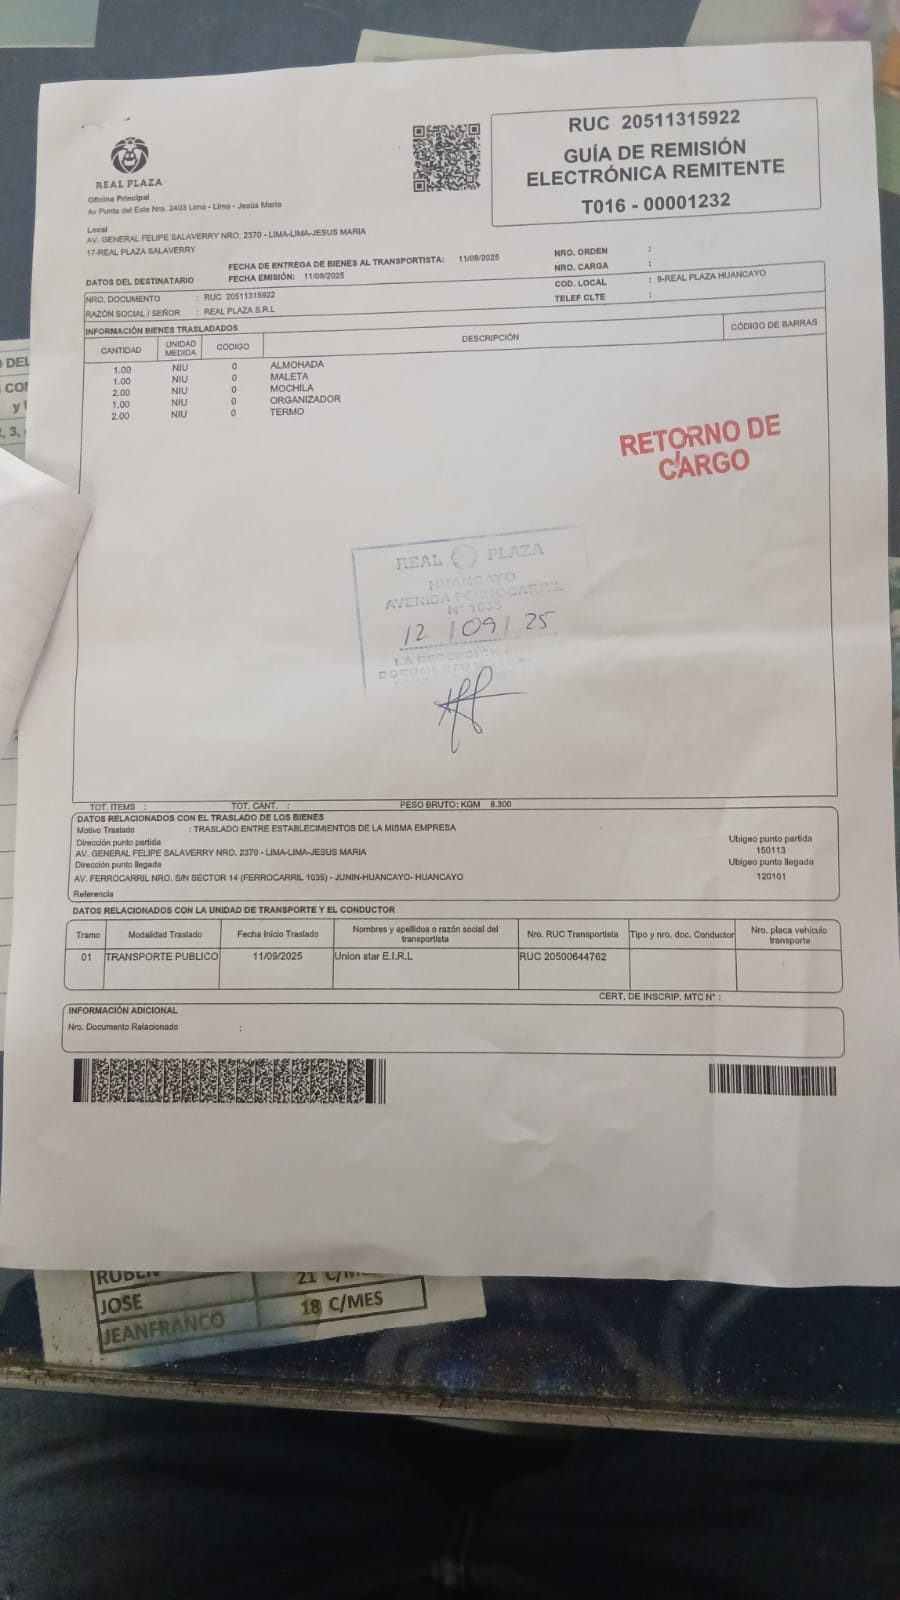 RUC 20511315922
GUÍA DE REMISIÓN
ELECTRÓNICA REMITENTE
T016 - 00001232
REAL PLAZA
Oficina Principal
Av Punta del Este Nro. 2403 Lima - Lima - Jesús María
Local
AV. GENERAL FELIPE SALAVERRY NRO. 2370 - LIMA-LIMA-JESUS MARIA
17-REAL PLAZA SALAVERRY
FECHA DE ENTREGA DE BIENES AL TRANSPORTISTA: 11/09/2025
FECHA EMISIÓN: 11/09/2025
NRO. ORDEN :
NRO. CARGA :
COD. LOCAL : 9-REAL PLAZA HUANCAYO
TELEF CLTE :
DATOS DEL DESTINATARIO
NRO. DOCUMENTO : RUC 20511315922
RAZÓN SOCIAL / SEÑOR : REAL PLAZA S.R.L
INFORMACIÓN BIENES TRASLADADOS
CANTIDAD UNIDAD MEDIDA CÓDIGO DESCRIPCIÓN CÓDIGO DE BARRAS
1.00 NIU 0 ALMOHADA
1.00 NIU 0 MALETA
2.00 NIU 0 MOCHILA
1.00 NIU 0 ORGANIZADOR
2.00 NIU 0 TERMO
RETORNO DE
CARGO
REAL PLAZA
HUANCAYO
AVENIDA FERROCARRIL
N° 1035
12 / 09 / 25
LA RECEPCIÓN
DOCUMENTO
TOT. ITEMS : TOT. CANT. : PESO BRUTO: KGM 8.300
DATOS RELACIONADOS CON EL TRASLADO DE LOS BIENES
Motivo Traslado : TRASLADO ENTRE ESTABLECIMIENTOS DE LA MISMA EMPRESA
Dirección punto partida Ubigeo punto partida
AV. GENERAL FELIPE SALAVERRY NRO. 2370 - LIMA-LIMA-JESUS MARIA 150113
Dirección punto llegada Ubigeo punto llegada
AV. FERROCARRIL NRO. S/N SECTOR 14 (FERROCARRIL 1035) - JUNIN-HUANCAYO- HUANCAYO 120101
Referencia
DATOS RELACIONADOS CON LA UNIDAD DE TRANSPORTE Y EL CONDUCTOR
Tramo Modalidad Traslado Fecha Inicio Traslado Nombres y apellidos o razón social del transportista Nro. RUC Transportista Tipo y nro. doc. Conductor Nro. placa vehículo transporte
01 TRANSPORTE PUBLICO 11/09/2025 Union star E.I.R.L RUC 20500644762
CERT. DE INSCRIP. MTC N° :
INFORMACIÓN ADICIONAL
Nro. Documento Relacionado :
RUBEN 21 C/MES
JOSE 18 C/MES
JEANFRANCO